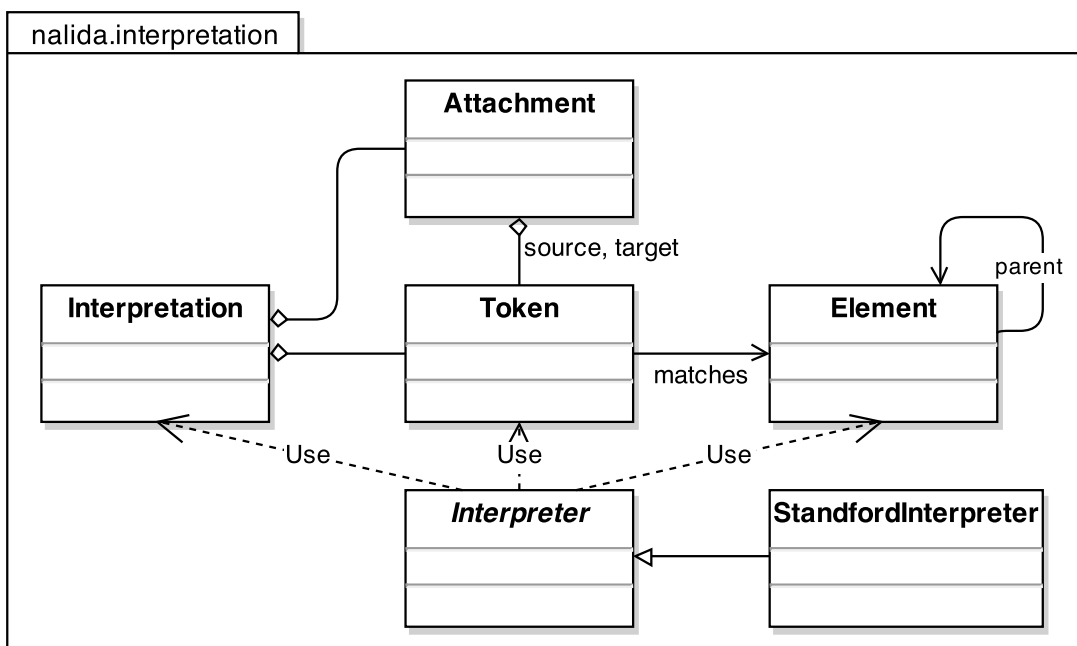 nalida.interpretation
Attachment
source, target
parent
Interpretation
Token
Element
matches
Use
Use
Use
Interpreter
StandfordInterpreter